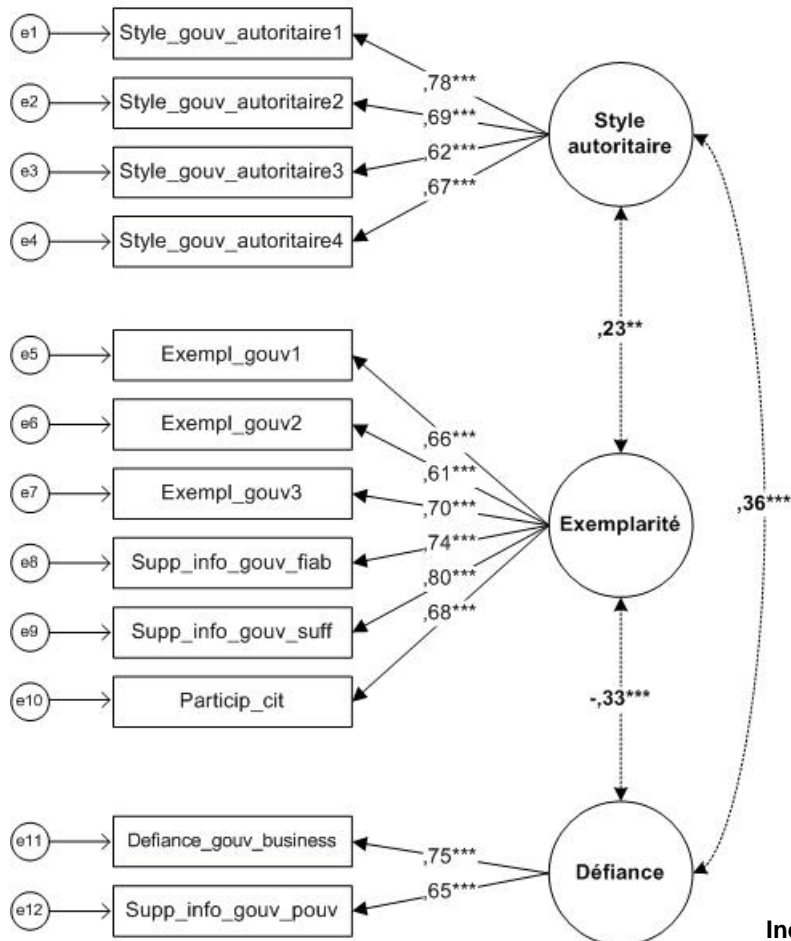 e1
Style_gouv_autoritaire1
e2
Style_gouv_autoritaire2
e3
Style_gouv_autoritaire3
e4
Style_gouv_autoritaire4
,78***
,69***
,62***
,67***
Style
autoritaire
,23**
e5
Exempl_gouv1
e6
Exempl_gouv2
e7
Exempl_gouv3
e8
Supp_info_gouv_fiab
e9
Supp_info_gouv_suff
e10
Particip_cit
,66***
,61***
,70***
,74***
,80***
,68***
Exemplarité
,36***
-,33***
e11
Defiance_gouv_business
e12
Supp_info_gouv_pouv
,75***
,65***
Défiance